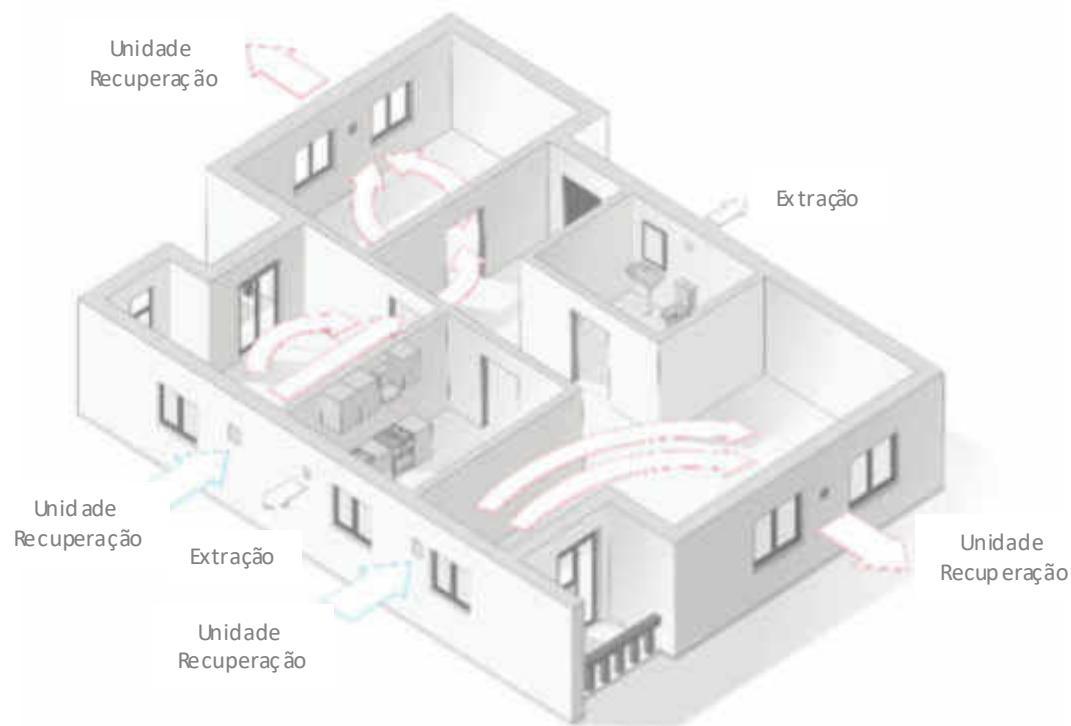 Unidade
Recuperação
Extração
Unidade
Recuperação
Extração
Unidade
Recuperação
Unidade
Recuperação